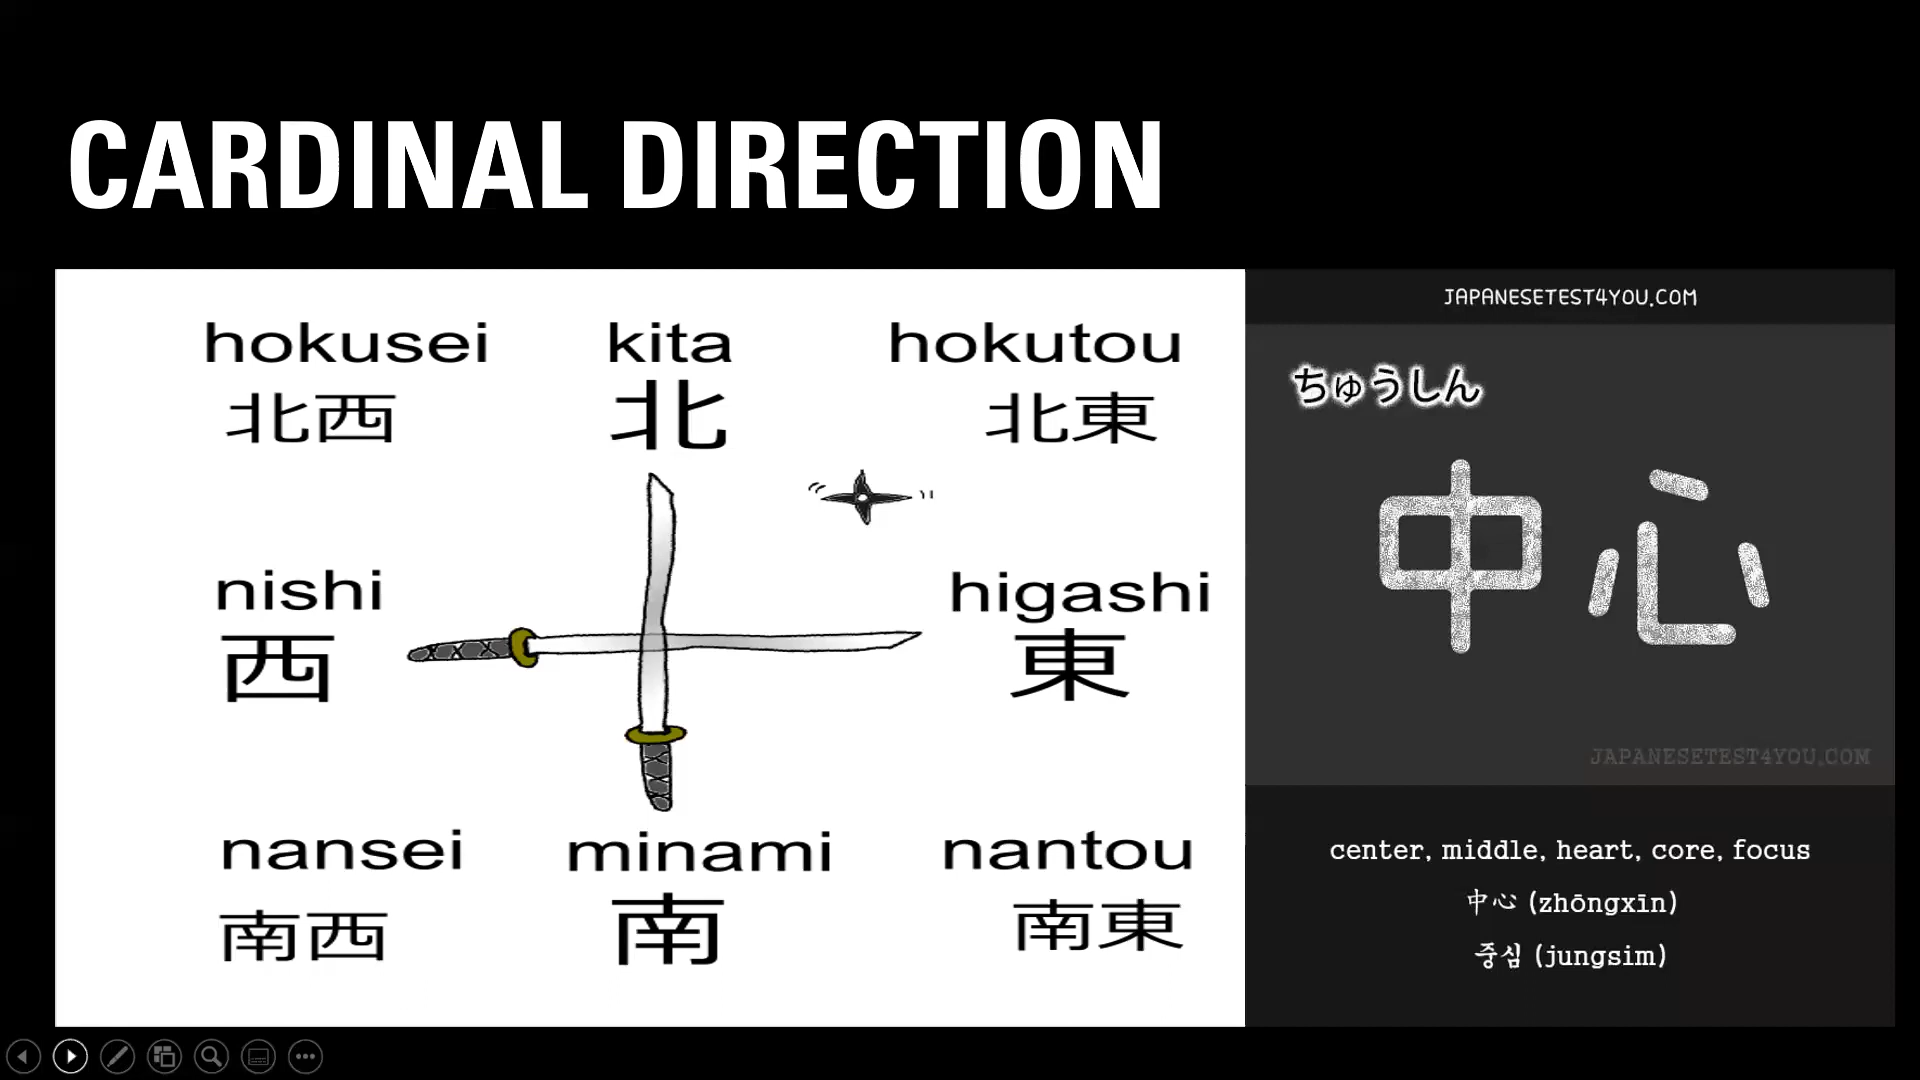 CARDINAL DIRECTION
hokusei kita hokutou
北西 北 北東
nishi higashi
西 東
nansei minami nantou
南西 南 南東
JAPANESETEST4YOU.COM
ちゅうしん
中心
JAPANESETEST4YOU.COM
center, middle, heart, core, focus
中心 (zhōngxīn)
중심 (jungsim)